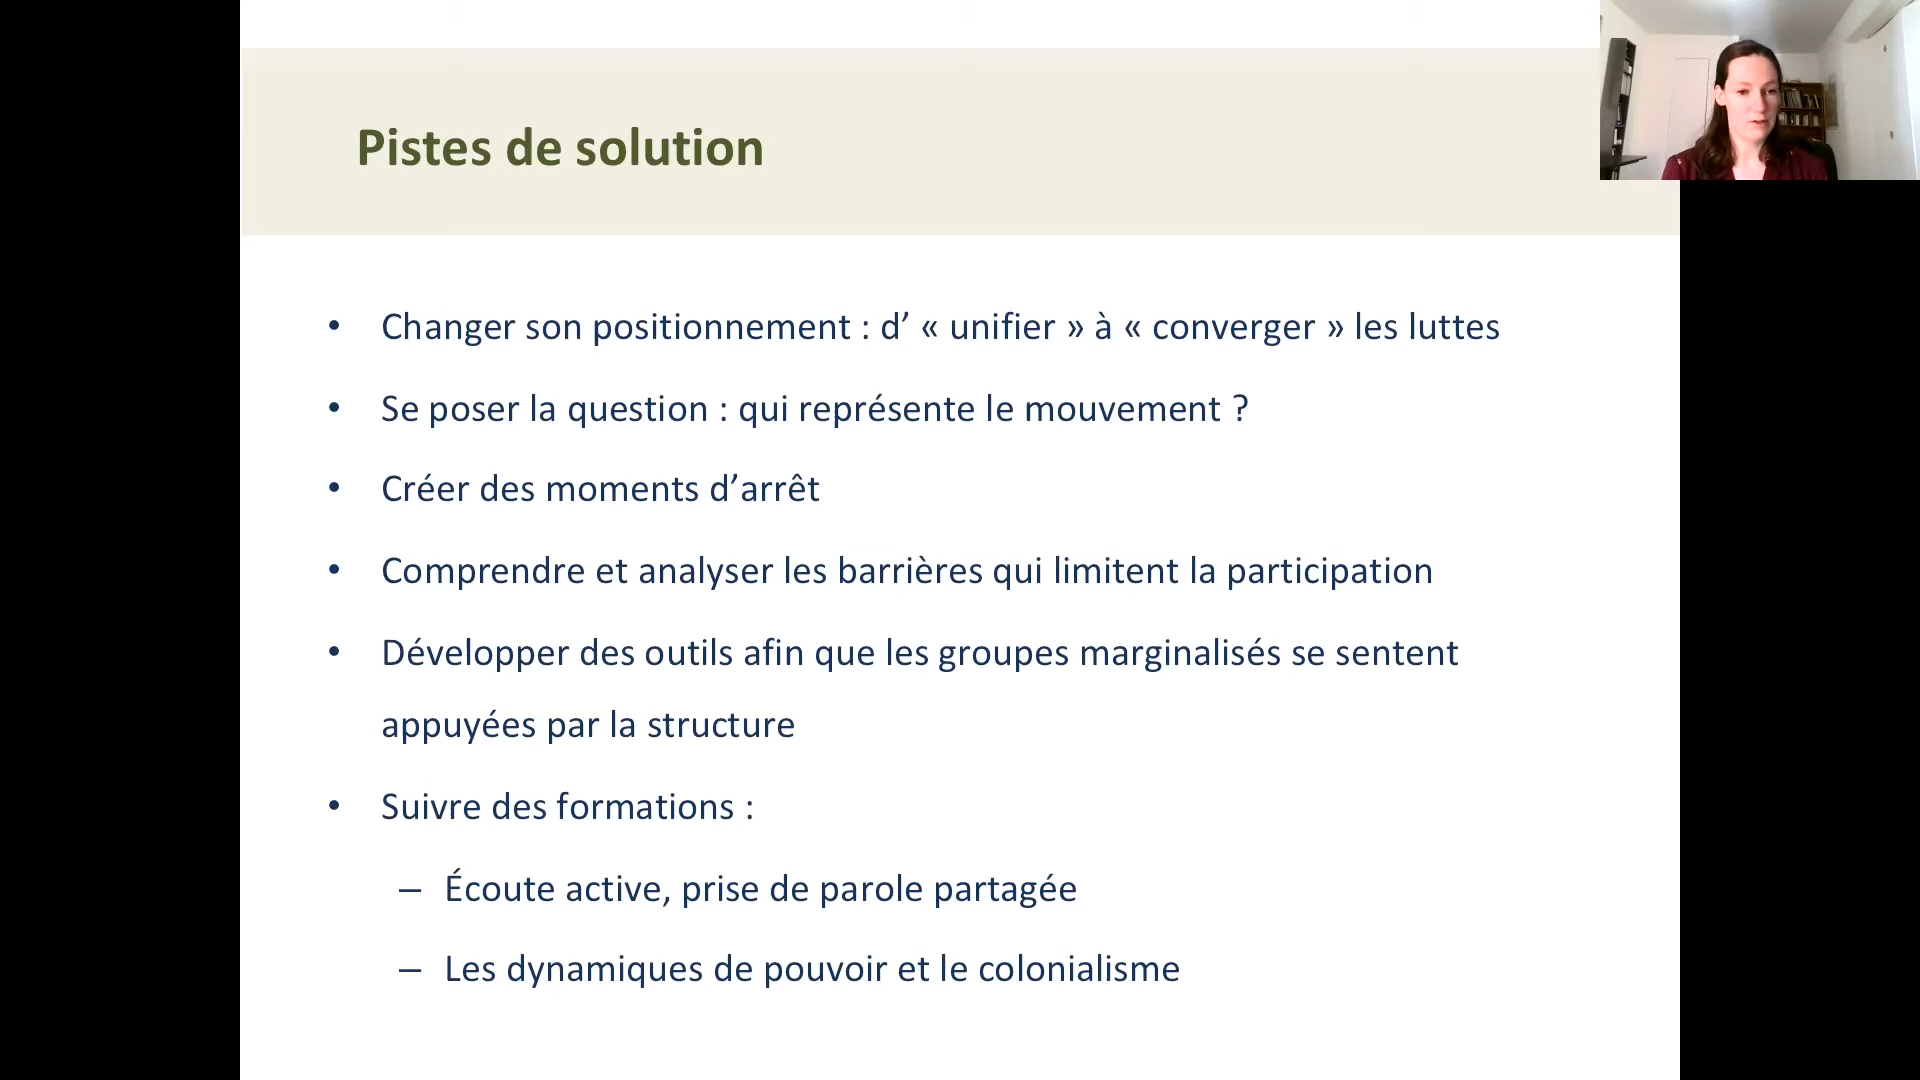 Pistes de solution
• Changer son positionnement : d’ « unifier » à « converger » les luttes
• Se poser la question : qui représente le mouvement ?
• Créer des moments d’arrêt
• Comprendre et analyser les barrières qui limitent la participation
• Développer des outils afin que les groupes marginalisés se sentent
appuyées par la structure
• Suivre des formations :
– Écoute active, prise de parole partagée
– Les dynamiques de pouvoir et le colonialisme